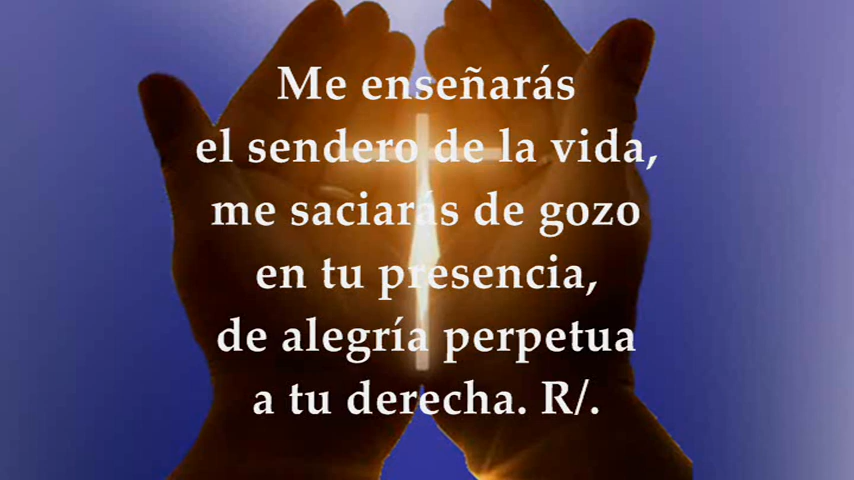 Me enseñarás
el sendero de la vida,
me saciarás de gozo
en tu presencia,
de alegría perpetua
a tu derecha. R/.